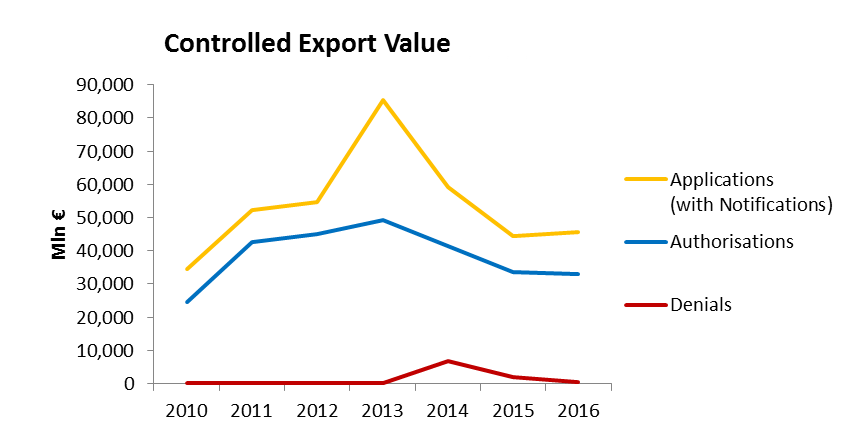 Controlled Export Value
Mln €
90,000
80,000
70,000
60,000
50,000
40,000
30,000
20,000
10,000
0
2010 2011 2012 2013 2014 2015 2016
Applications
(with Notifications)
Authorisations
Denials